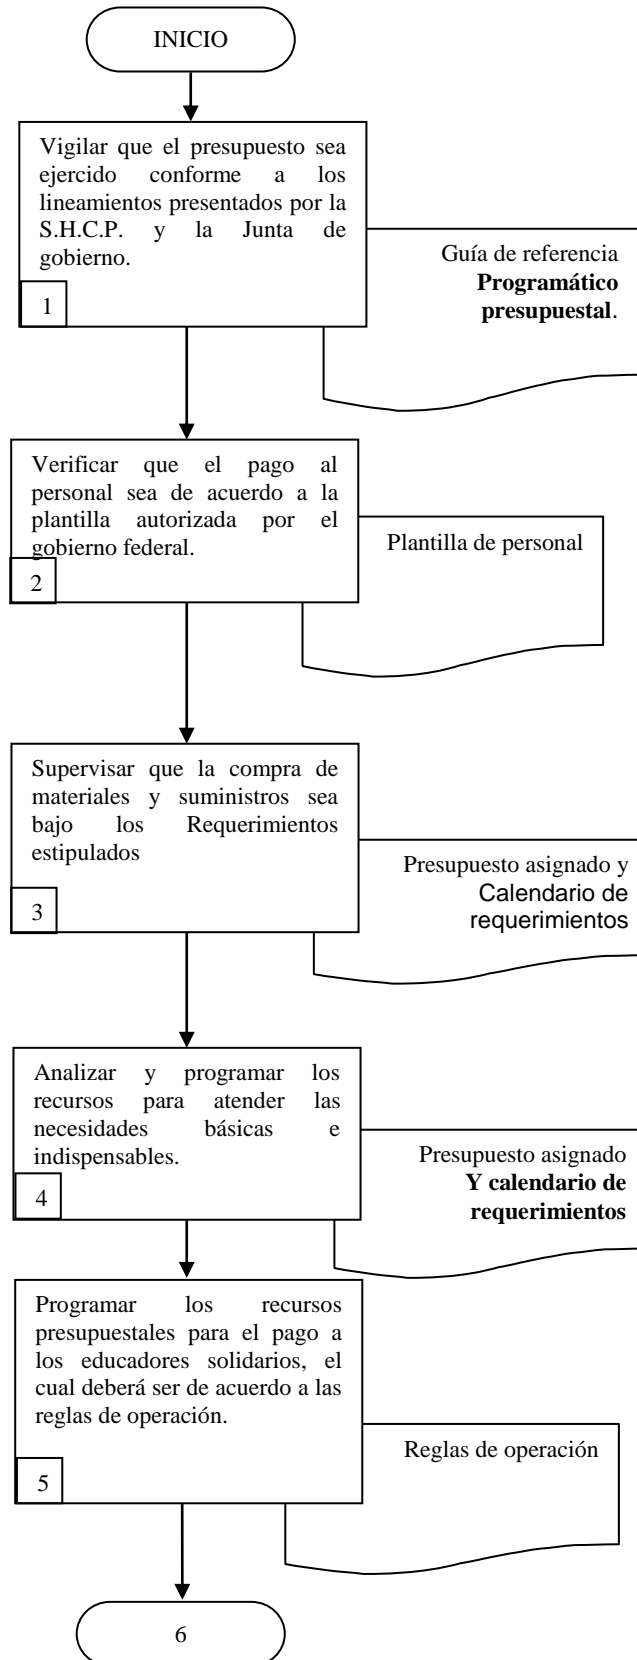 INICIO
Vigilar que el presupuesto sea
ejercido conforme a los
lineamientos presentados por la
S.H.C.P. y la Junta de
gobierno.
1
Guía de referencia
Programático
presupuestal.
Verificar que el pago al
personal sea de acuerdo a la
plantilla autorizada por el
gobierno federal.
2
Plantilla de personal
Supervisar que la compra de
materiales y suministros sea
bajo los Requerimientos
estipulados
3
Presupuesto asignado y
Calendario de
requerimientos
Analizar y programar los
recursos para atender las
necesidades básicas e
indispensables.
4
Presupuesto asignado
Y calendario de
requerimientos
Programar los recursos
presupuestales para el pago a
los educadores solidarios, el
cual deberá ser de acuerdo a las
reglas de operación.
5
Reglas de operación
6